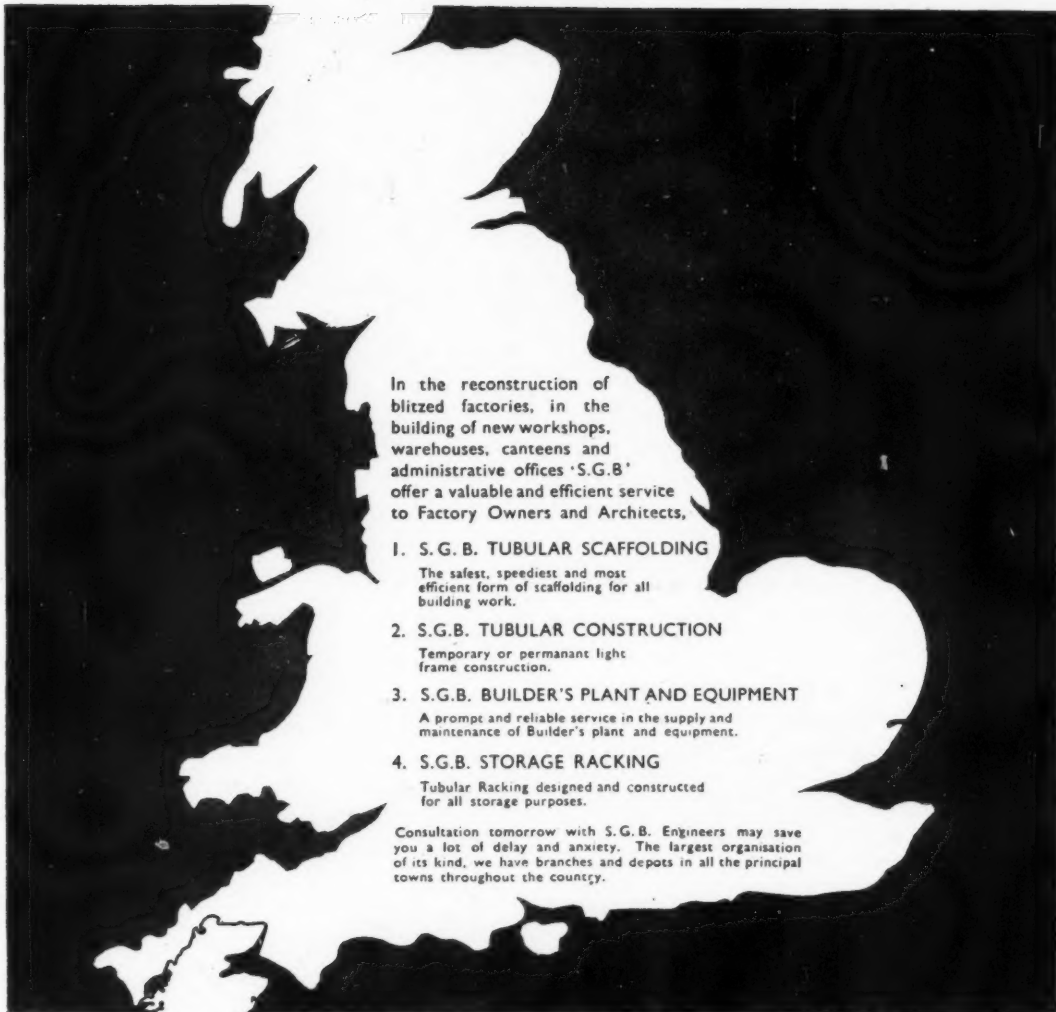 In the reconstruction of
blitzed factories, in the
building of new workshops,
warehouses, canteens and
administrative offices 'S.G.B'
offer a valuable and efficient service
to Factory Owners and Architects,
1. S.G.B. TUBULAR SCAFFOLDING
The safest, speediest and most
efficient form of scaffolding for all
building work.
2. S.G.B. TUBULAR CONSTRUCTION
Temporary or permanant light
frame construction.
3. S.G.B. BUILDER'S PLANT AND EQUIPMENT
A prompt and reliable service in the supply and
maintenance of Builder's plant and equipment.
4. S.G.B. STORAGE RACKING
Tubular Racking designed and constructed
for all storage purposes.
Consultation tomorrow with S.G.B. Engineers may save
you a lot of delay and anxiety. The largest organisation
of its kind, we have branches and depots in all the principal
towns throughout the country.